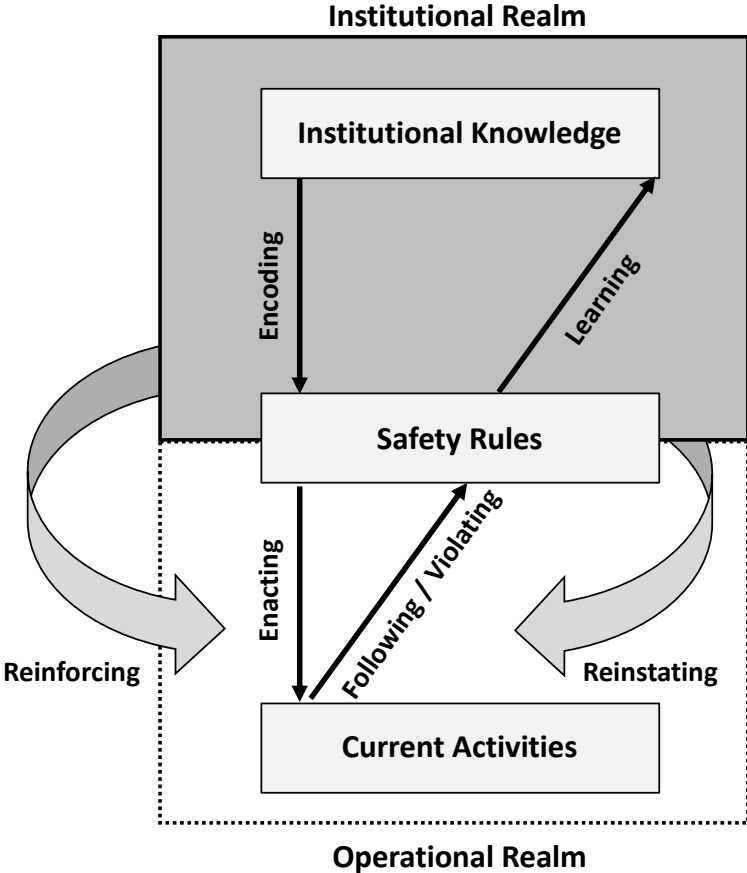 Institutional Realm
Institutional Knowledge
Encoding
Learning
Safety Rules
Enacting
Following / Violating
Reinforcing
Reinstating
Current Activities
Operational Realm